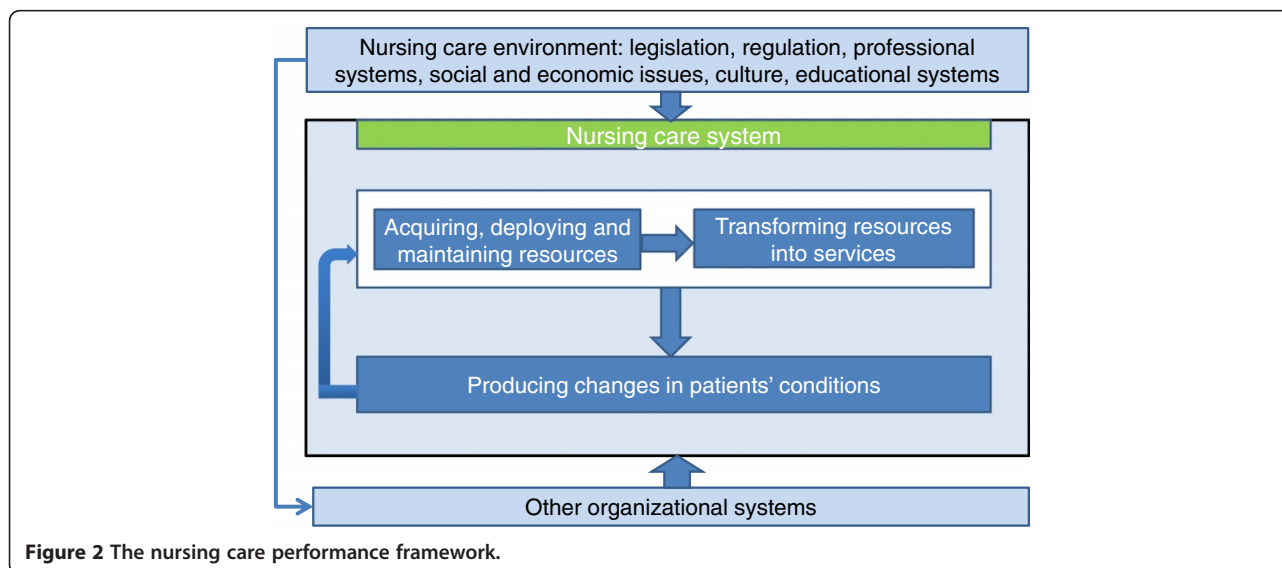 Nursing care environment: legislation, regulation, professional
systems, social and economic issues, culture, educational systems
Nursing care system
Acquiring, deploying and
maintaining resources
Transforming resources
into services
Producing changes in patients’ conditions
Other organizational systems
Figure 2 The nursing care performance framework.